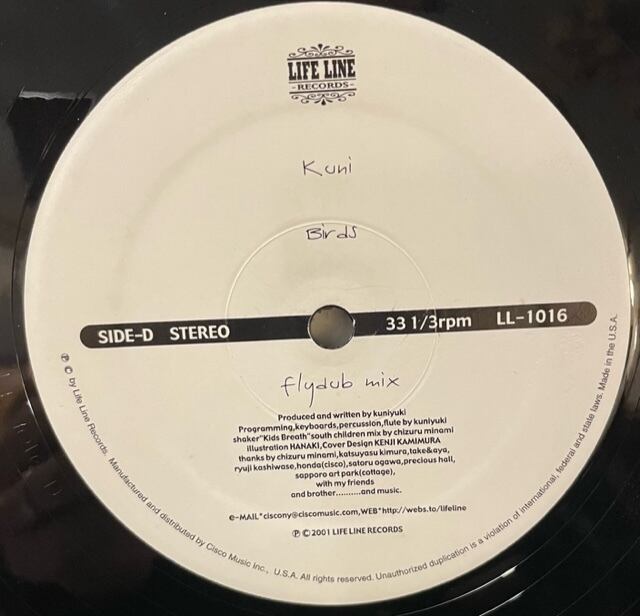 LIFE LINE
-RECORDS-
Kuni
Birds
SIDE-D STEREO 33 1/3rpm LL-1016
flydub mix
Produced and written by kuniyuki
Programming,keyboards,percussion,flute by kuniyuki
shaker"Kids Breath"south children mix by chizuru minami
illustration HANAKI,Cover Design KENJI KAMIMURA
thanks by chizuru minami,katsuyasu kimura,take&aya,
ryuji kashiwase,honda(cisco),satoru ogawa,precious hall,
sapporo art park(cottage),
with my friends
and brother..........and music.
e-MAIL*ciscony@ciscomusic.com,WEB*http://webs.to/lifeline
℗ © 2001 LIFE LINE RECORDS
℗ © by Life Line Records. Manufactured and distributed by Cisco Music Inc., U.S.A. All rights reserved. Unauthorized duplication is a violation of international, federal and state laws. Made in the U.S.A.